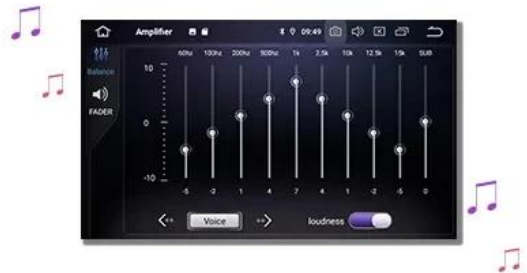 Amplifier 09:49
60hz 100hz 200hz 500hz 1k 2.5k 10k 12.5k 15k SUB
Balance
FADER
10
0
-10
-5 -2 1 4 7 4 1 -2 -5 0
Voice loudness